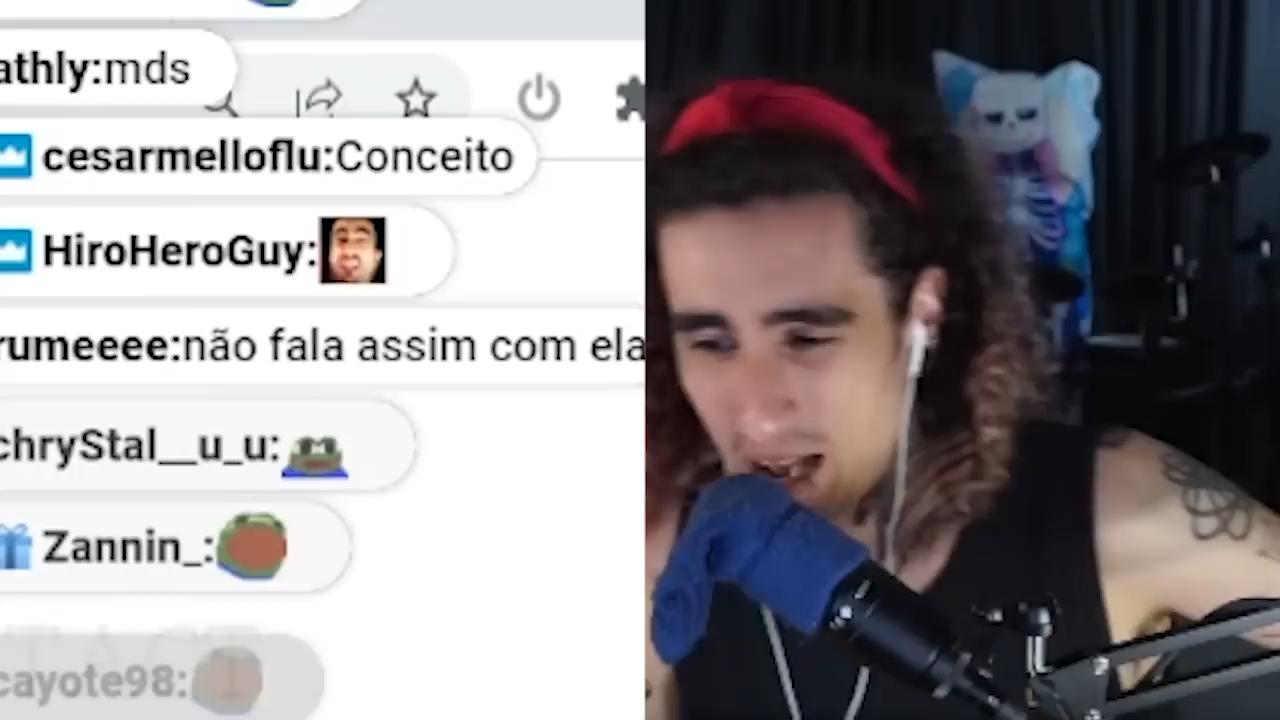 athly:mds
cesarmelloflu:Conceito
HiroHeroGuy:
rumeeee:não fala assim com ela
chryStal__u_u:
Zannin_:
cayote98: